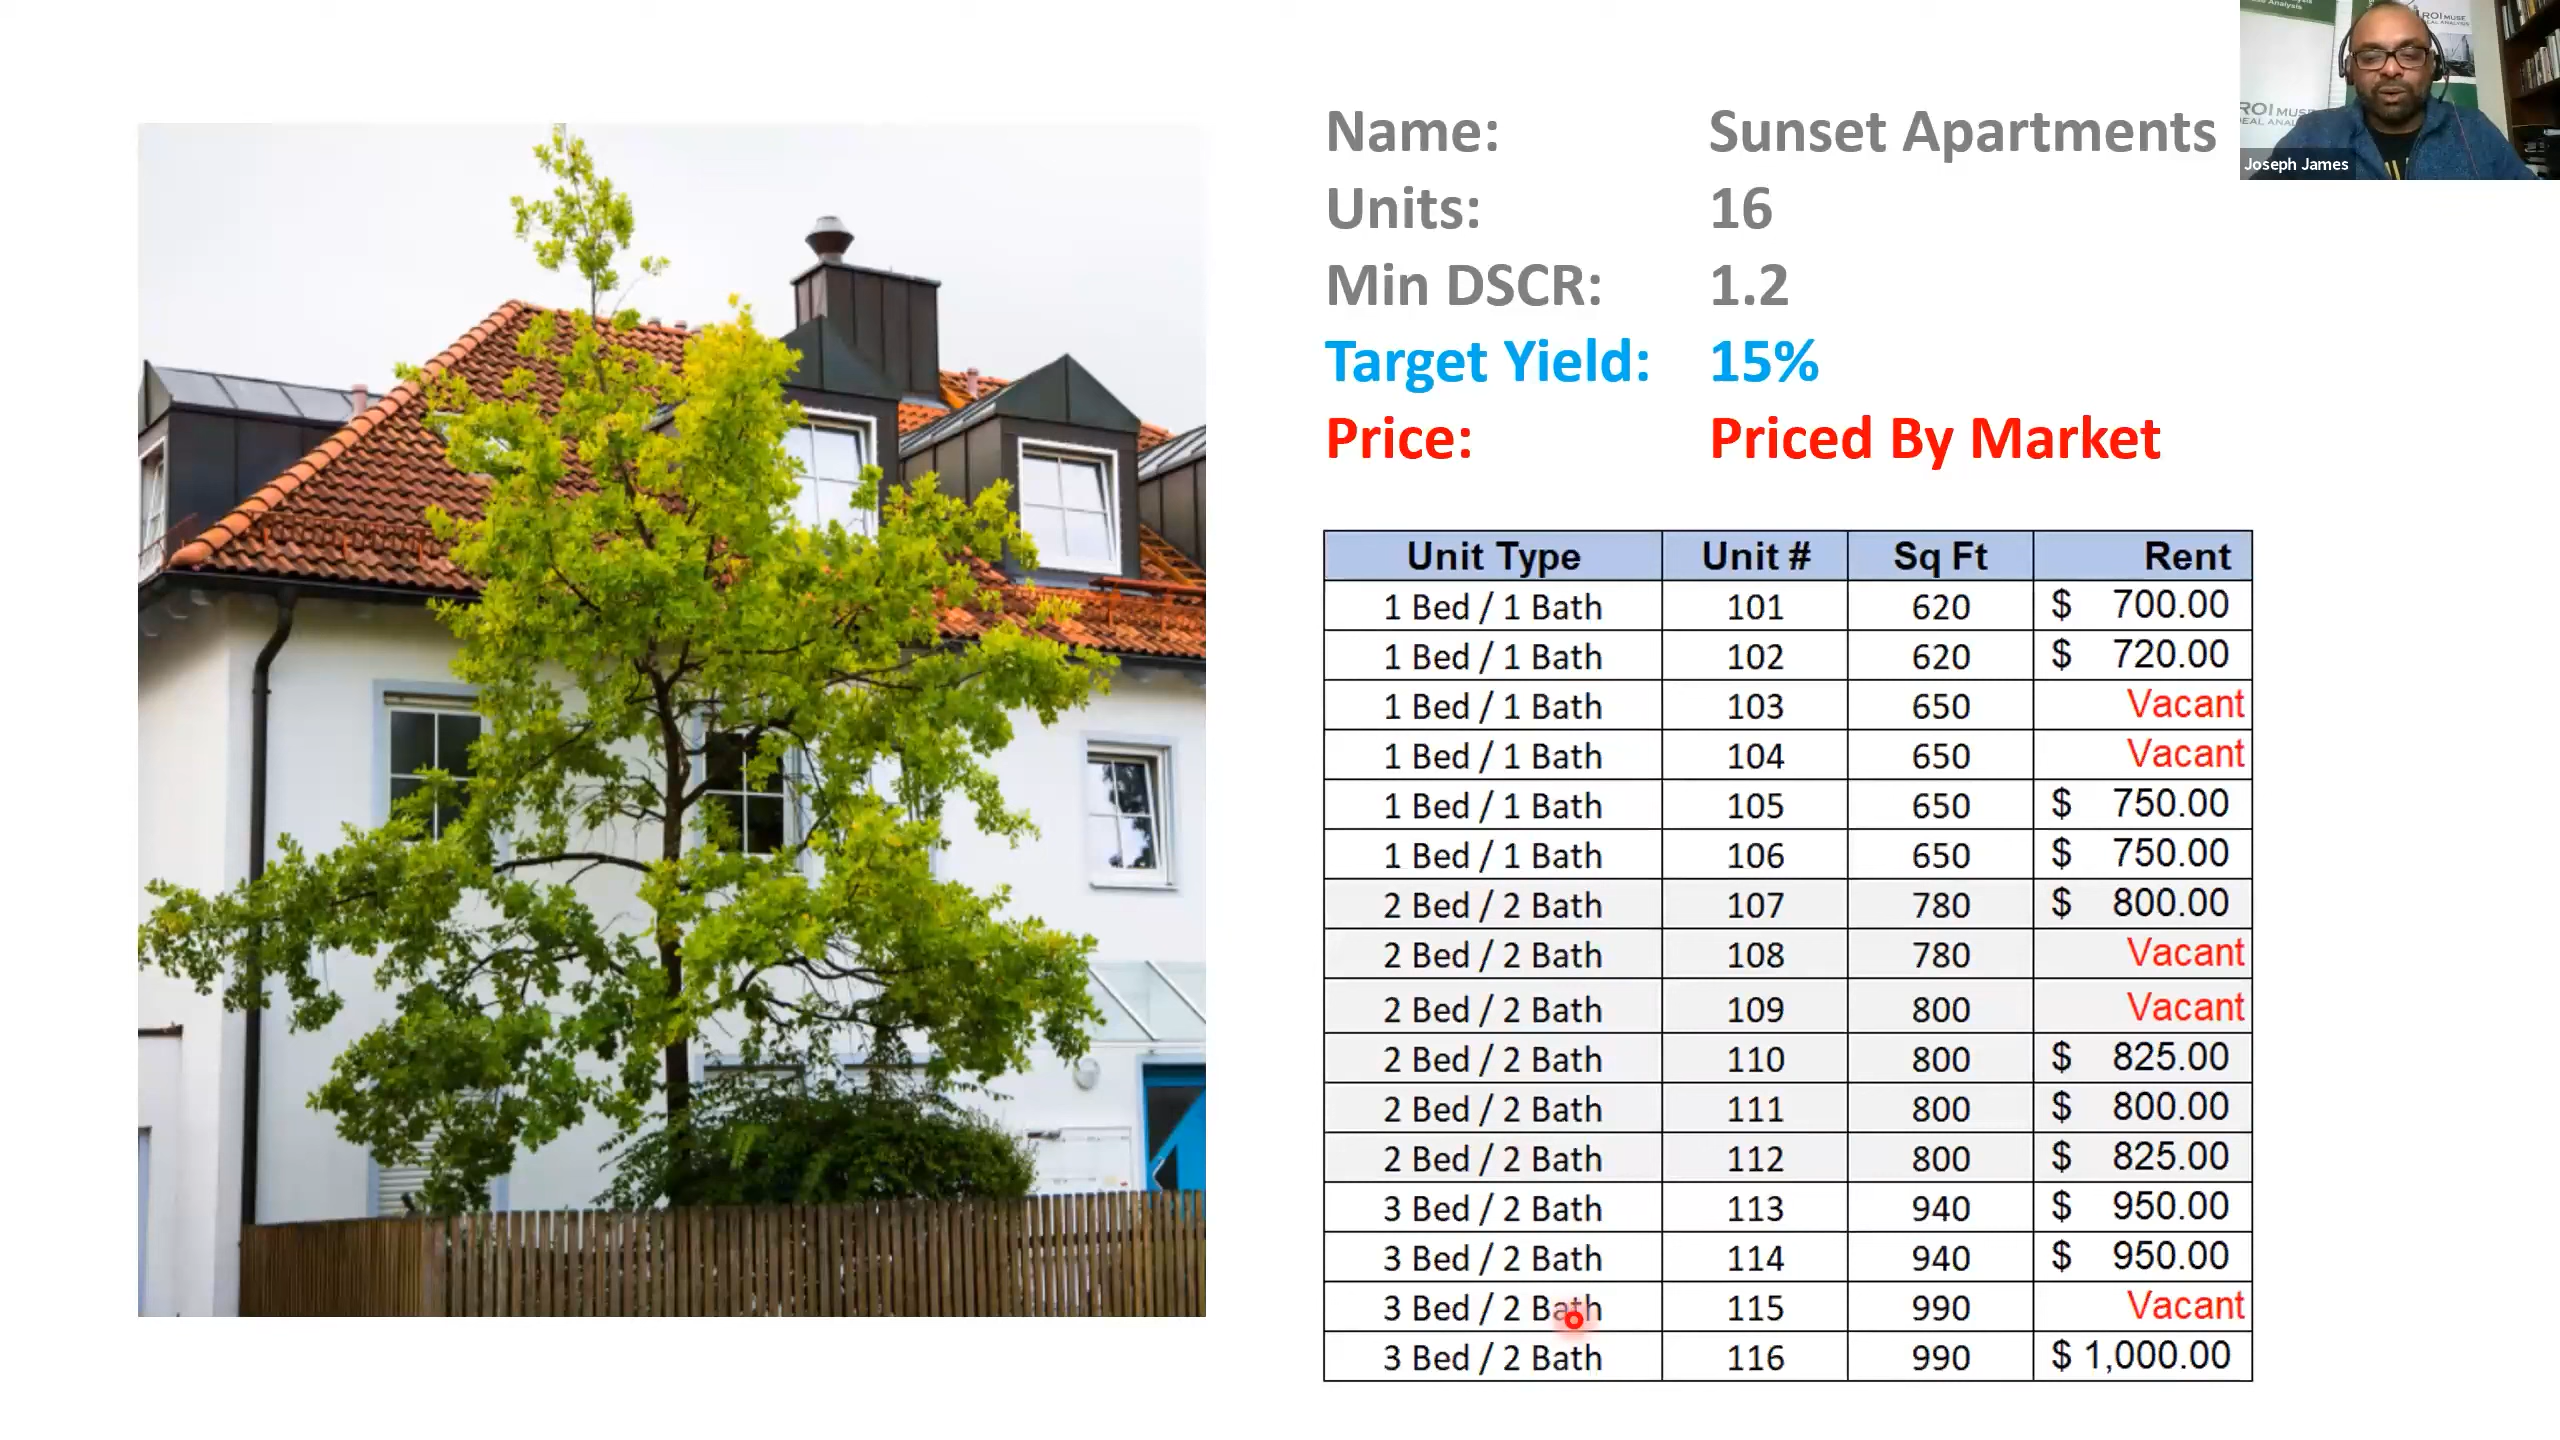 Name: Sunset Apartments
Units: 16
Min DSCR: 1.2
Target Yield: 15%
Price: Priced By Market
Unit Type Unit # Sq Ft Rent
1 Bed / 1 Bath 101 620 $ 700.00
1 Bed / 1 Bath 102 620 $ 720.00
1 Bed / 1 Bath 103 650 Vacant
1 Bed / 1 Bath 104 650 Vacant
1 Bed / 1 Bath 105 650 $ 750.00
1 Bed / 1 Bath 106 650 $ 750.00
2 Bed / 2 Bath 107 780 $ 800.00
2 Bed / 2 Bath 108 780 Vacant
2 Bed / 2 Bath 109 800 Vacant
2 Bed / 2 Bath 110 800 $ 825.00
2 Bed / 2 Bath 111 800 $ 800.00
2 Bed / 2 Bath 112 800 $ 825.00
3 Bed / 2 Bath 113 940 $ 950.00
3 Bed / 2 Bath 114 940 $ 950.00
3 Bed / 2 Bath 115 990 Vacant
3 Bed / 2 Bath 116 990 $ 1,000.00
Analysis
ROI MUSE
ROI MUSE
Joseph James